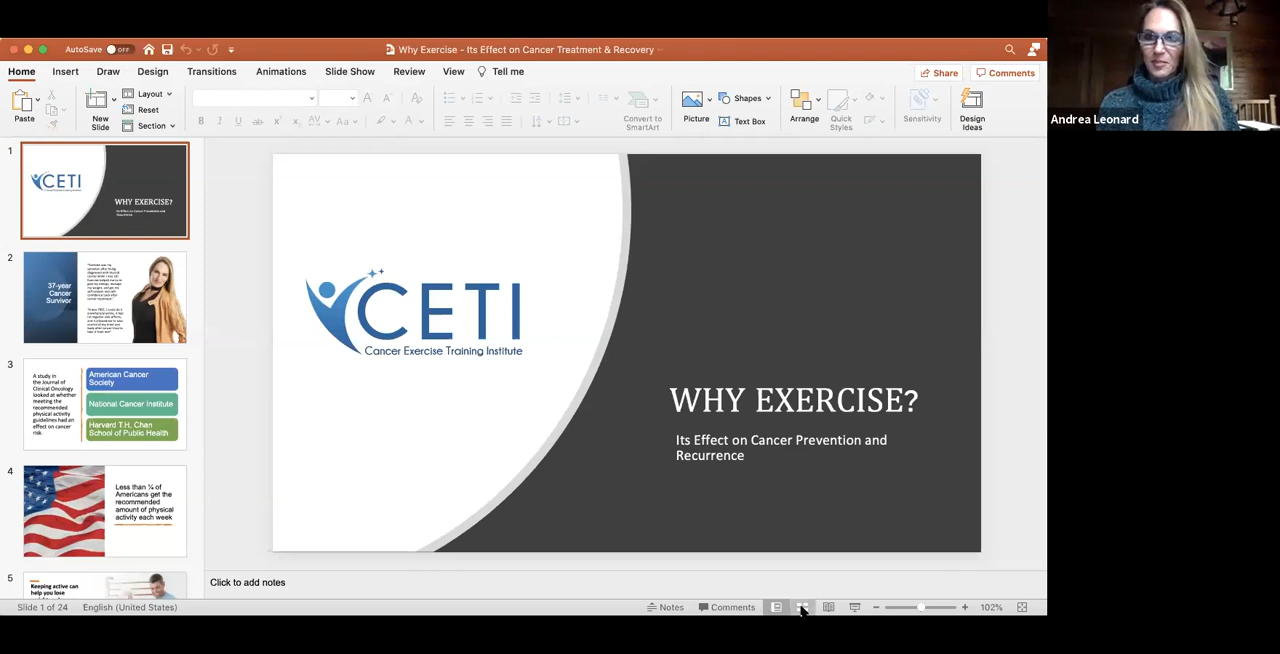 AutoSave OFF
Why Exercise - Its Effect on Cancer Treatment & Recovery
Home Insert Draw Design Transitions Animations Slide Show Review View Tell me
Share Comments
Paste
New Slide
Layout
Reset
Section
Convert to SmartArt
Picture
Shapes
Text Box
Arrange
Quick Styles
Sensitivity
Design Ideas
Andrea Leonard
1
CETI
WHY EXERCISE?
2
37-year
Cancer
Survivor
3
A study in
the Journal of
Clinical Oncology
looked at whether
meeting the
recommended
physical activity
guidelines had an
effect on cancer
risk.
American Cancer
Society
National Cancer Institute
Harvard T.H. Chan
School of Public Health
4
Less than ¼ of
Americans get the
recommended
amount of physical
activity each week
5
Keeping active can
help you lose
CETI
Cancer Exercise Training Institute
WHY EXERCISE?
Its Effect on Cancer Prevention and
Recurrence
Click to add notes
Slide 1 of 24 English (United States)
Notes Comments 102%